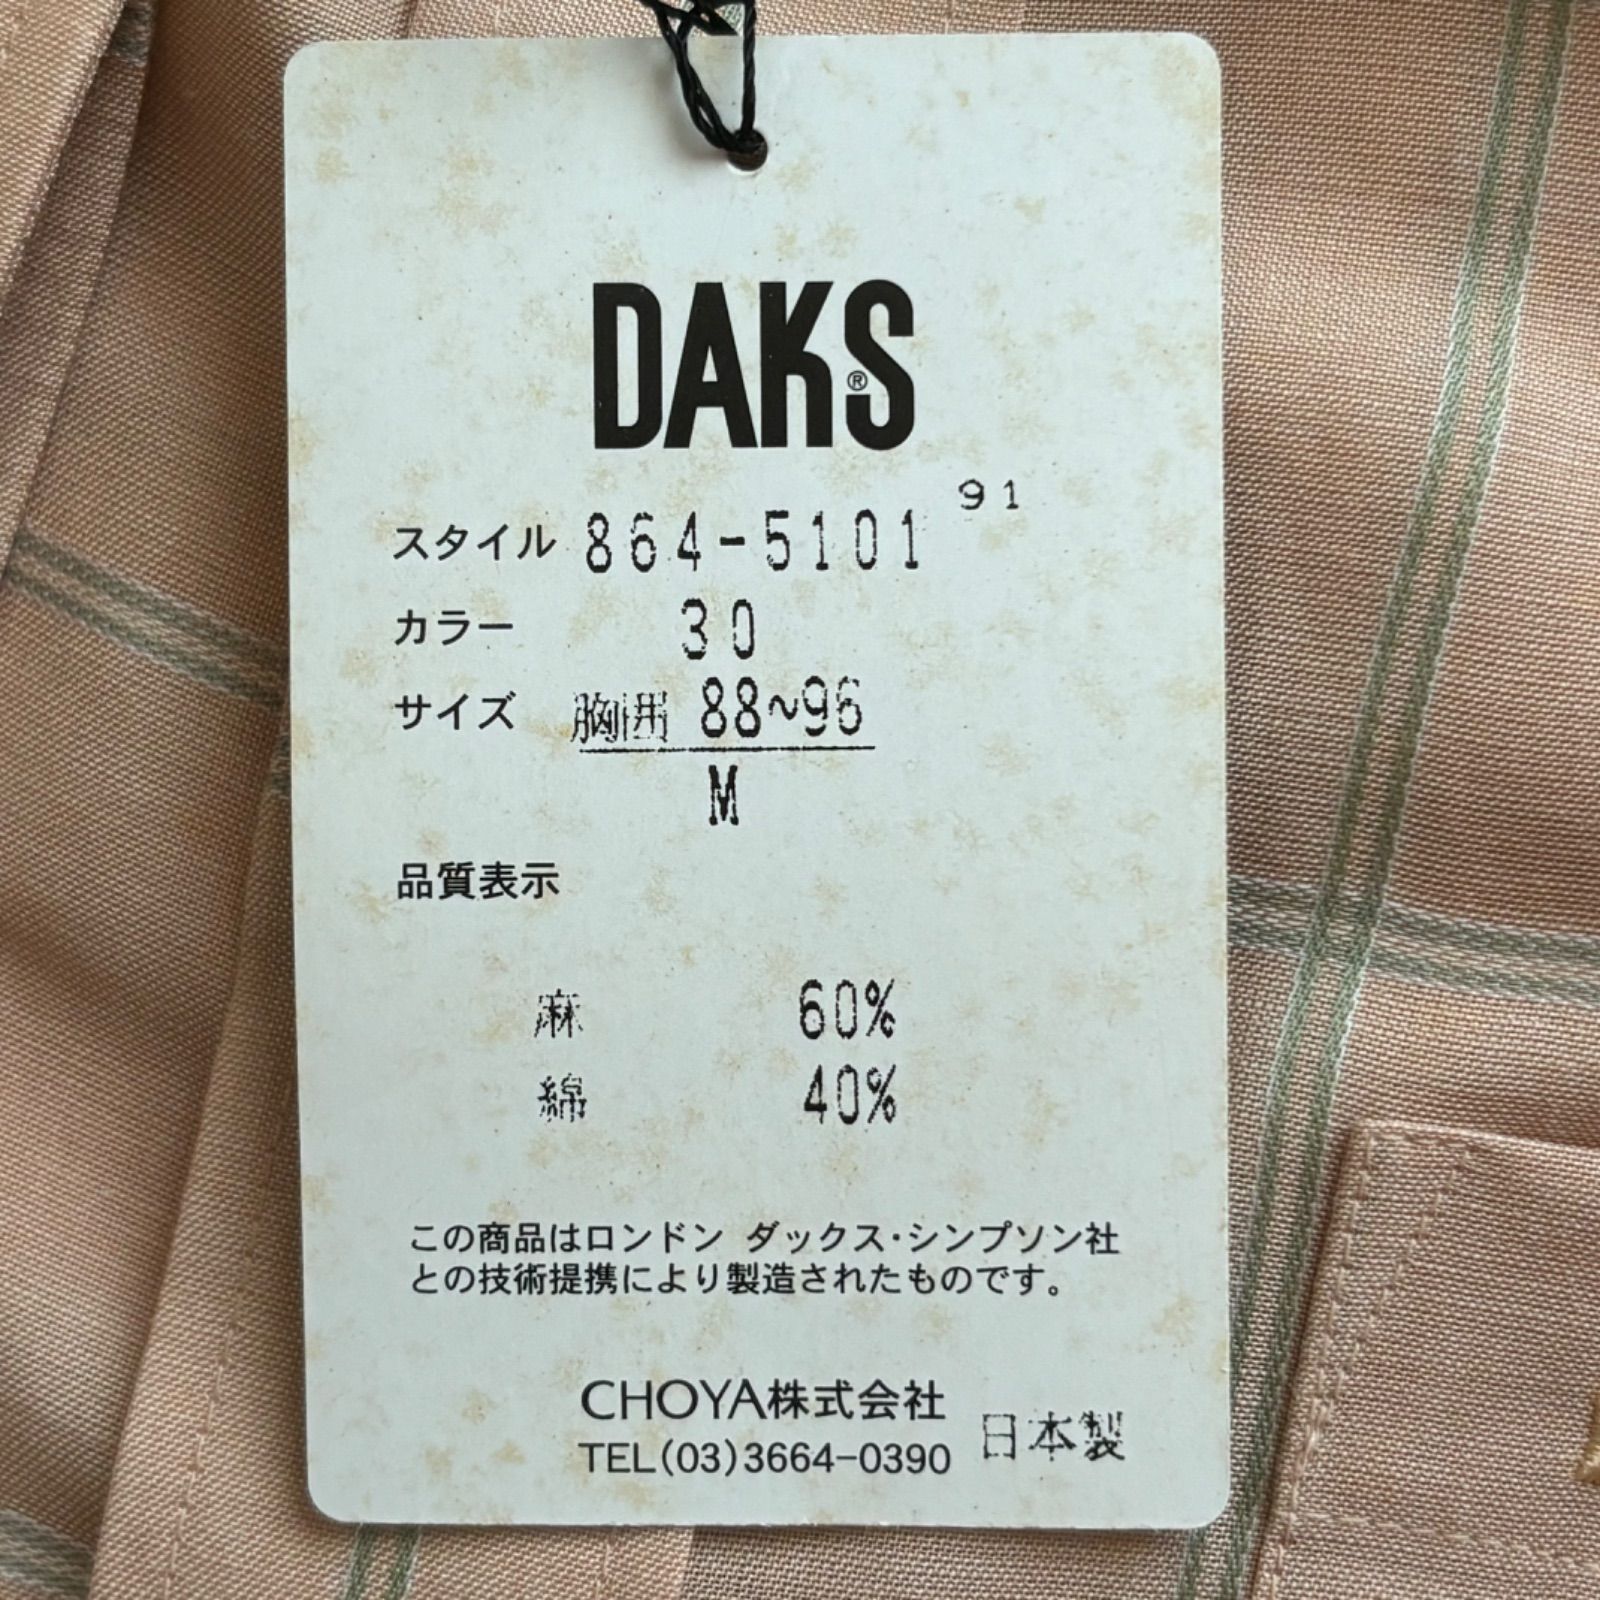 DAKS®
91
スタイル 864-5101
カラー 30
サイズ 胸囲 88~96
M
品質表示
麻 60%
綿 40%
この商品はロンドン ダックス・シンプソン社
との技術提携により製造されたものです。
CHOYA株式会社
TEL(03)3664-0390 日本製